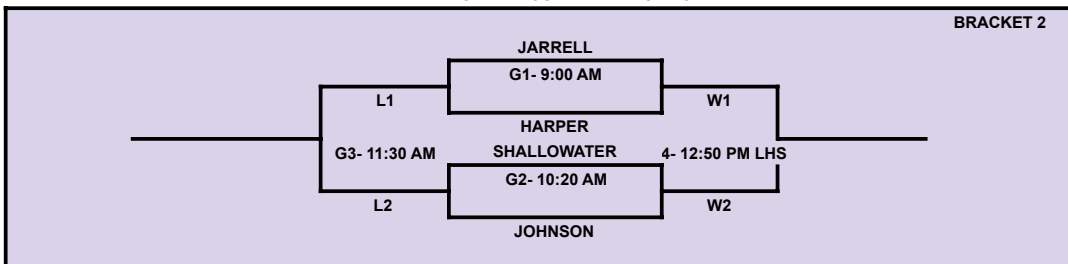 BRACKET 2
JARRELL
G1- 9:00 AM
L1
W1
HARPER
G3- 11:30 AM
SHALLOWATER
4- 12:50 PM LHS
G2- 10:20 AM
L2
W2
JOHNSON